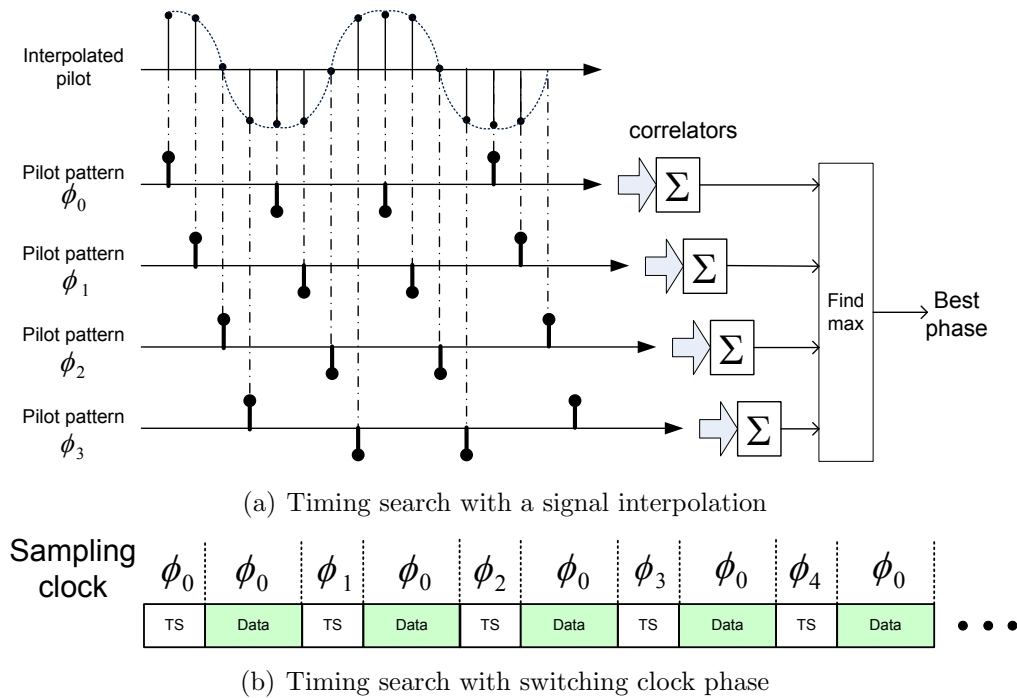 Interpolated
pilot
correlators
Pilot pattern
ϕ₀
Σ
Pilot pattern
ϕ₁
Σ
Find
max
Best
phase
Pilot pattern
ϕ₂
Σ
Pilot pattern
ϕ₃
Σ
(a) Timing search with a signal interpolation
Sampling
clock
ϕ₀ ϕ₀ ϕ₁ ϕ₀ ϕ₂ ϕ₀ ϕ₃ ϕ₀ ϕ₄ ϕ₀
TS Data TS Data TS Data TS Data TS Data
(b) Timing search with switching clock phase